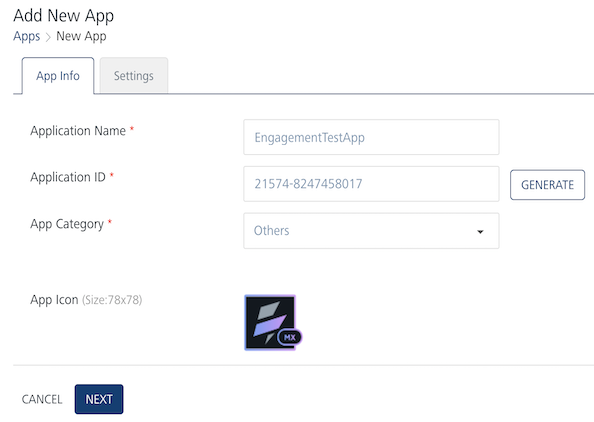 Add New App
Apps > New App
App Info Settings
Application Name *
EngagementTestApp
Application ID *
21574-8247458017
GENERATE
App Category *
Others
App Icon (Size:78x78)
MX
CANCEL NEXT